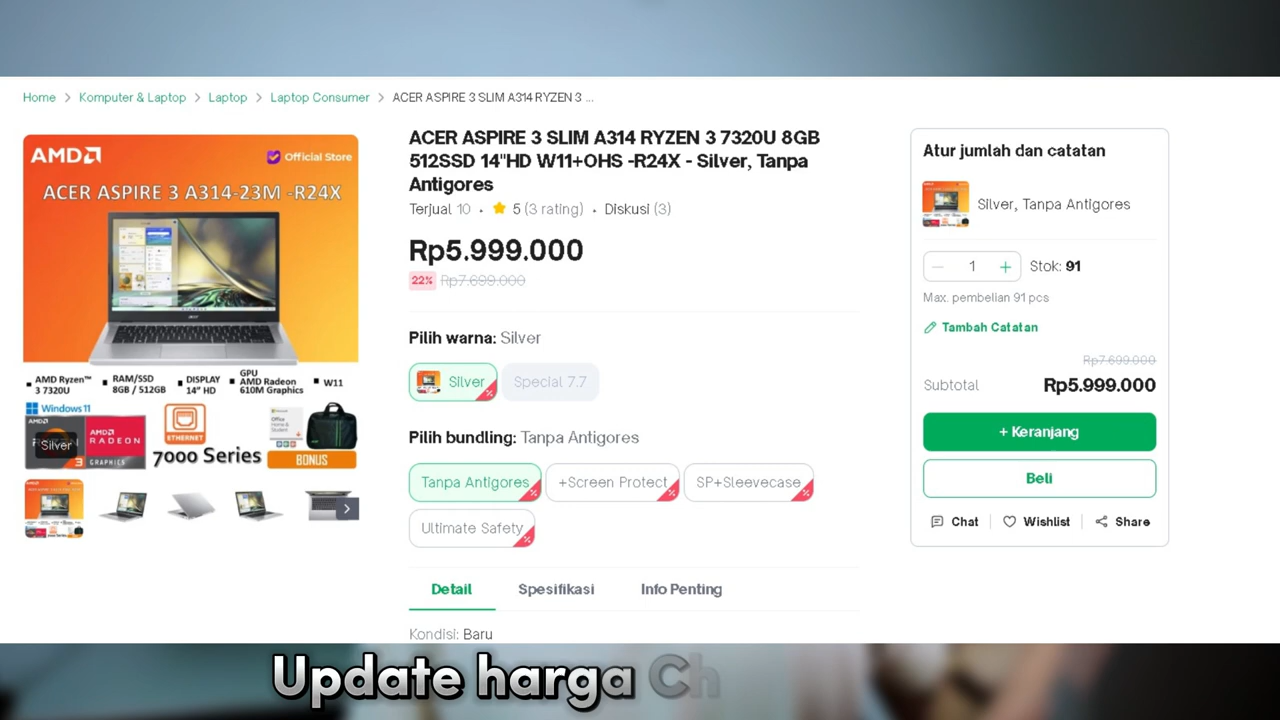 Home > Komputer & Laptop > Laptop > Laptop Consumer > ACER ASPIRE 3 SLIM A314 RYZEN 3 ...
AMD
Official Store
ACER ASPIRE 3 A314-23M -R24X
AMD Ryzen™
3 7320U
RAM/SSD
8GB / 512GB
DISPLAY
14" HD
GPU
AMD Radeon
610M Graphics
W11
Windows 11
AMD
3
Silver
AMD
RADEON
GRAPHICS
ETHERNET
7000 Series
Office
Home &
Student
BONUS
ACER ASPIRE 3 SLIM A314 RYZEN 3 7320U 8GB
512SSD 14"HD W11+OHS -R24X - Silver, Tanpa
Antigores
Terjual 10 • 5 (3 rating) • Diskusi (3)
Rp5.999.000
22% Rp7.699.000
Pilih warna: Silver
Silver
Special 7.7
Pilih bundling: Tanpa Antigores
Tanpa Antigores
+Screen Protect
SP+Sleevecase
Ultimate Safety
Detail
Spesifikasi
Info Penting
Kondisi: Baru
Atur jumlah dan catatan
Silver, Tanpa Antigores
1
Stok: 91
Max. pembelian 91 pcs
Tambah Catatan
Rp7.699.000
Subtotal Rp5.999.000
+ Keranjang
Beli
Chat
Wishlist
Share
Update harga Ch